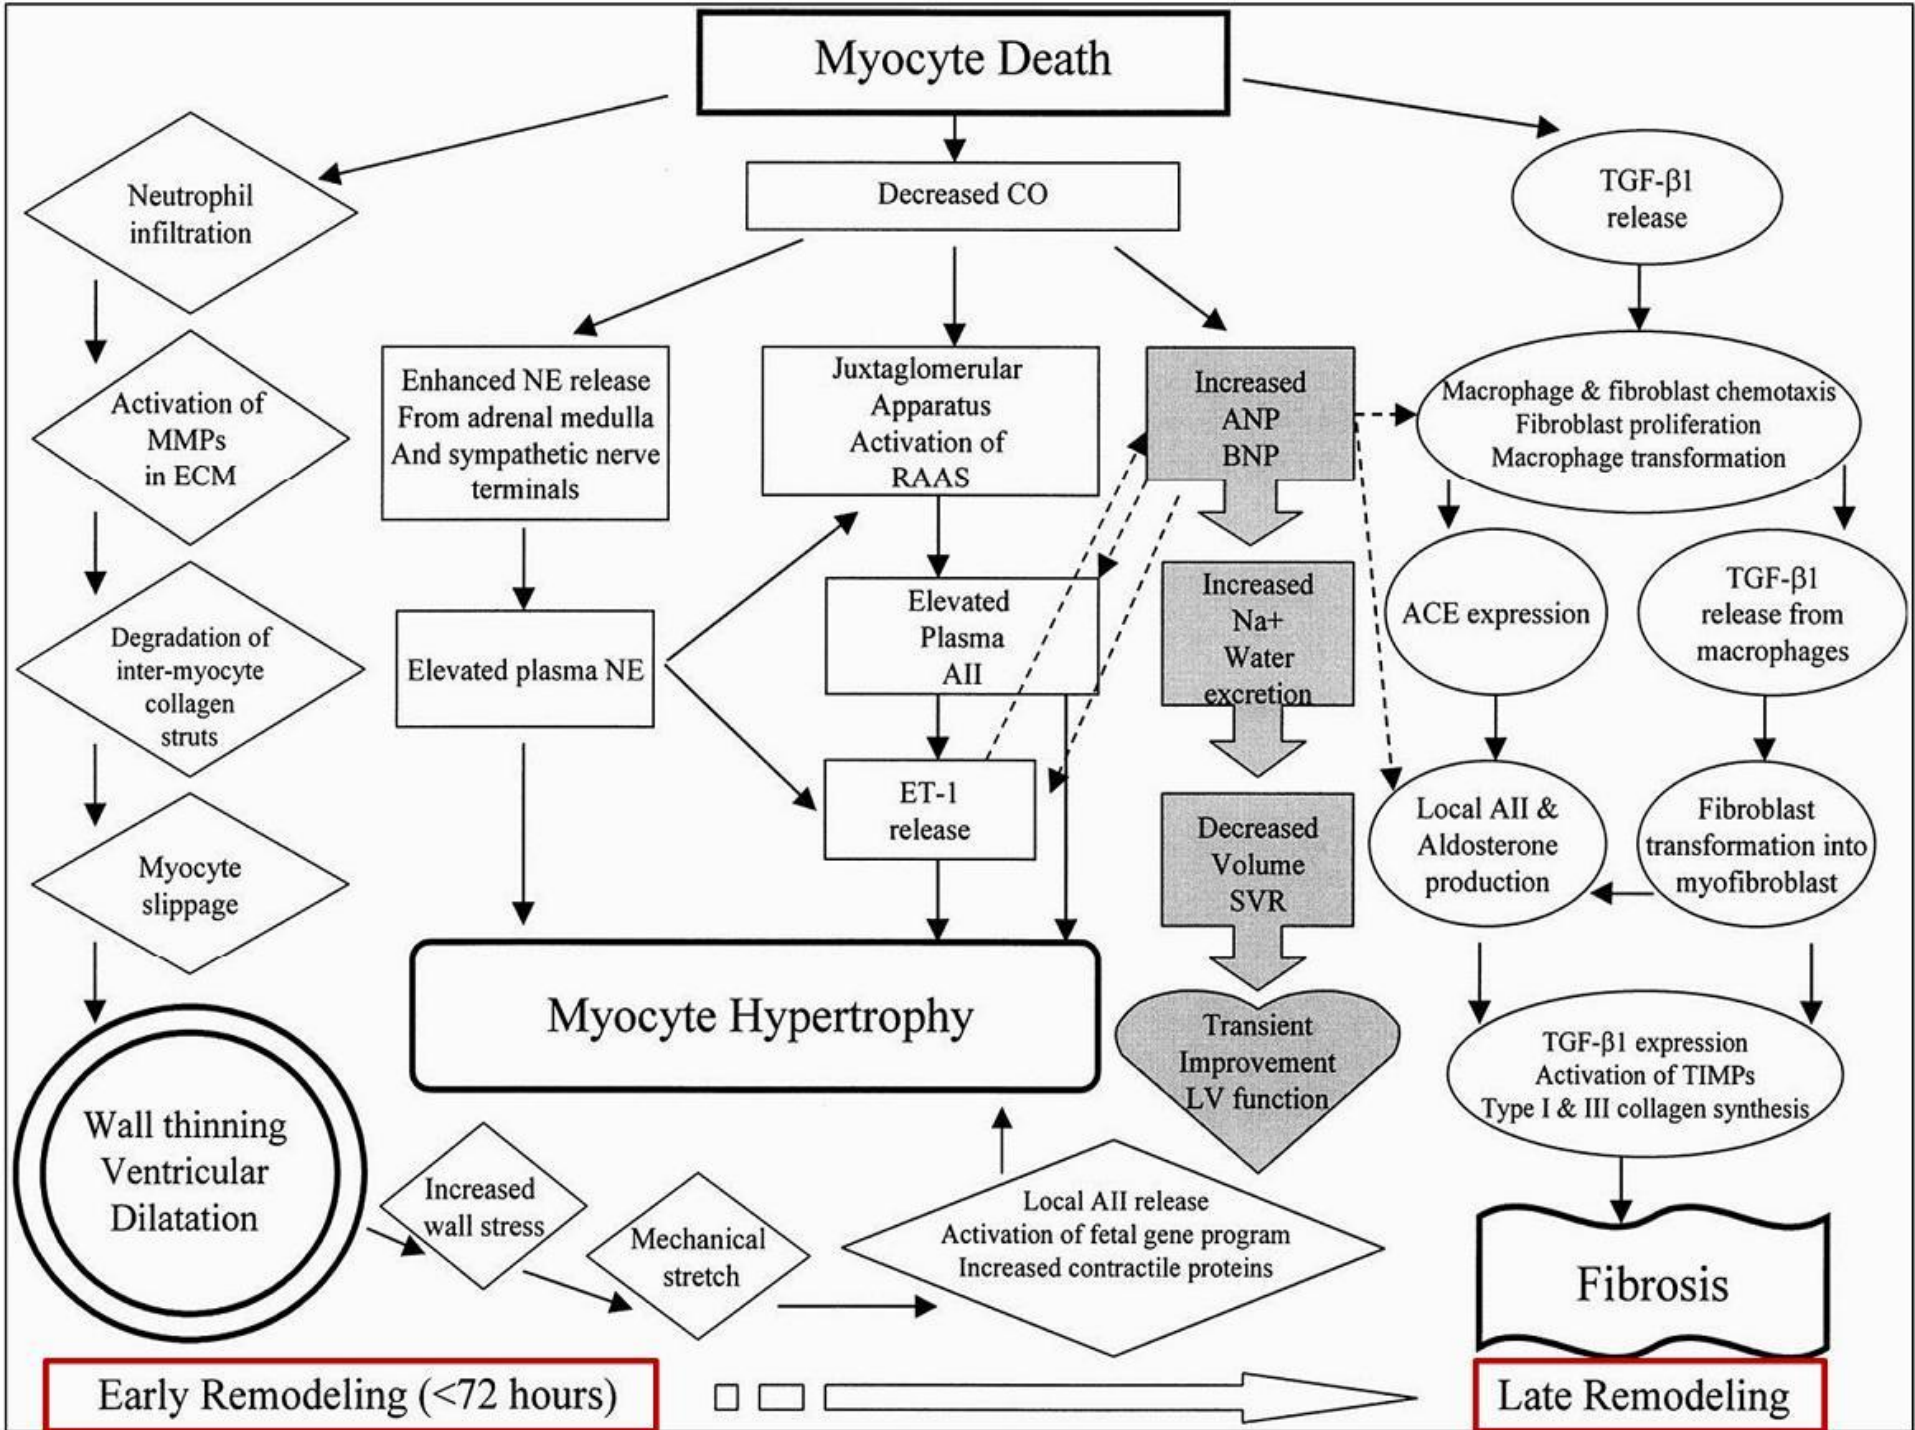 Myocyte Death
Neutrophil
infiltration
Decreased CO
TGF-β1
release
Activation of
MMPs
in ECM
Enhanced NE release
From adrenal medulla
And sympathetic nerve
terminals
Juxtaglomerular
Apparatus
Activation of
RAAS
Increased
ANP
BNP
Macrophage & fibroblast chemotaxis
Fibroblast proliferation
Macrophage transformation
Degradation of
inter-myocyte
collagen
struts
Elevated plasma NE
Elevated
Plasma
AII
Increased
Na+
Water
excretion
ACE expression
TGF-β1
release from
macrophages
Myocyte
slippage
ET-1
release
Decreased
Volume
SVR
Local AII &
Aldosterone
production
Fibroblast
transformation into
myofibroblast
Myocyte Hypertrophy
Transient
Improvement
LV function
TGF-β1 expression
Activation of TIMPs
Type I & III collagen synthesis
Wall thinning
Ventricular
Dilatation
Increased
wall stress
Mechanical
stretch
Local AII release
Activation of fetal gene program
Increased contractile proteins
Fibrosis
Early Remodeling (<72 hours)
Late Remodeling